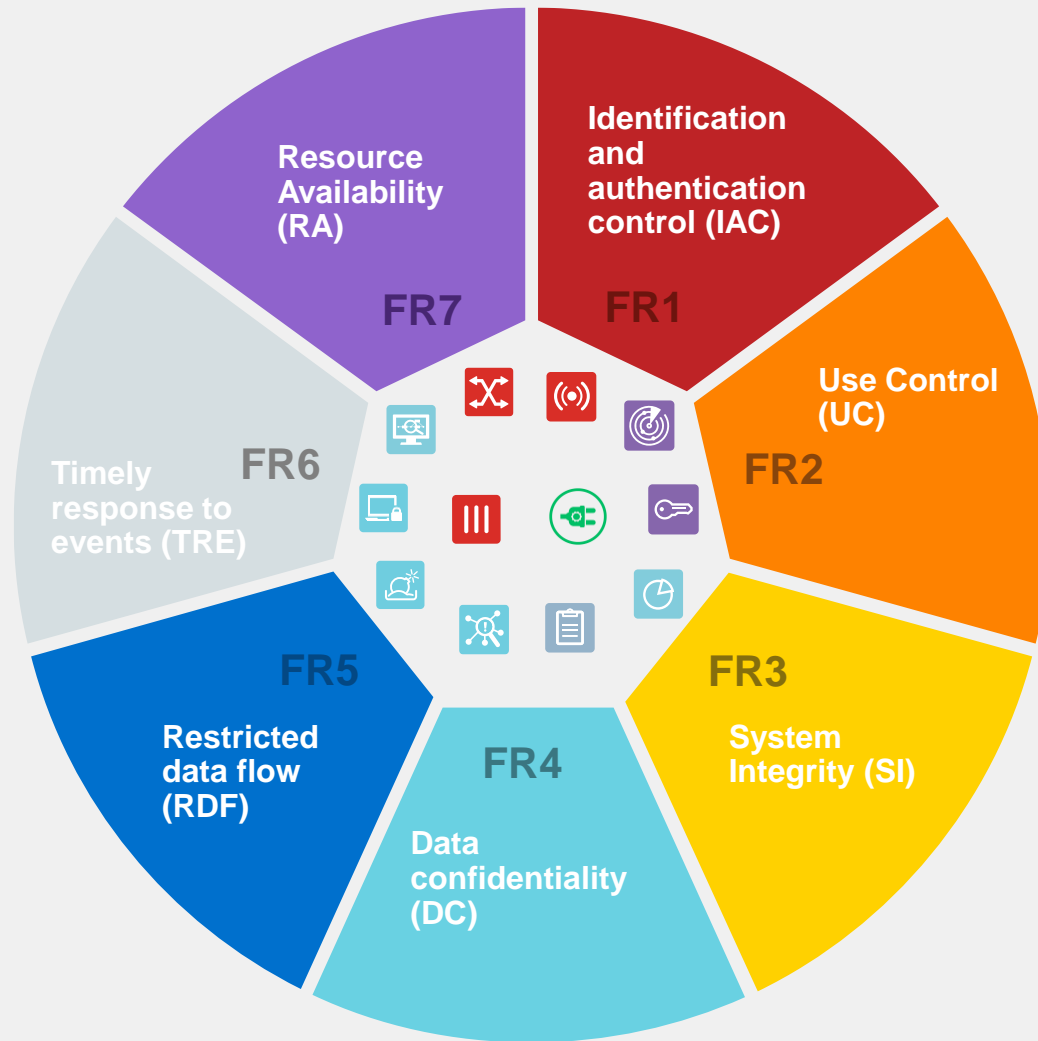 Identification
and
authentication
control (IAC)
FR1
Use Control
(UC)
FR2
FR3
System
Integrity (SI)
FR4
Data
confidentiality
(DC)
FR5
Restricted
data flow
(RDF)
FR6
Timely
response to
events (TRE)
Resource
Availability
(RA)
FR7